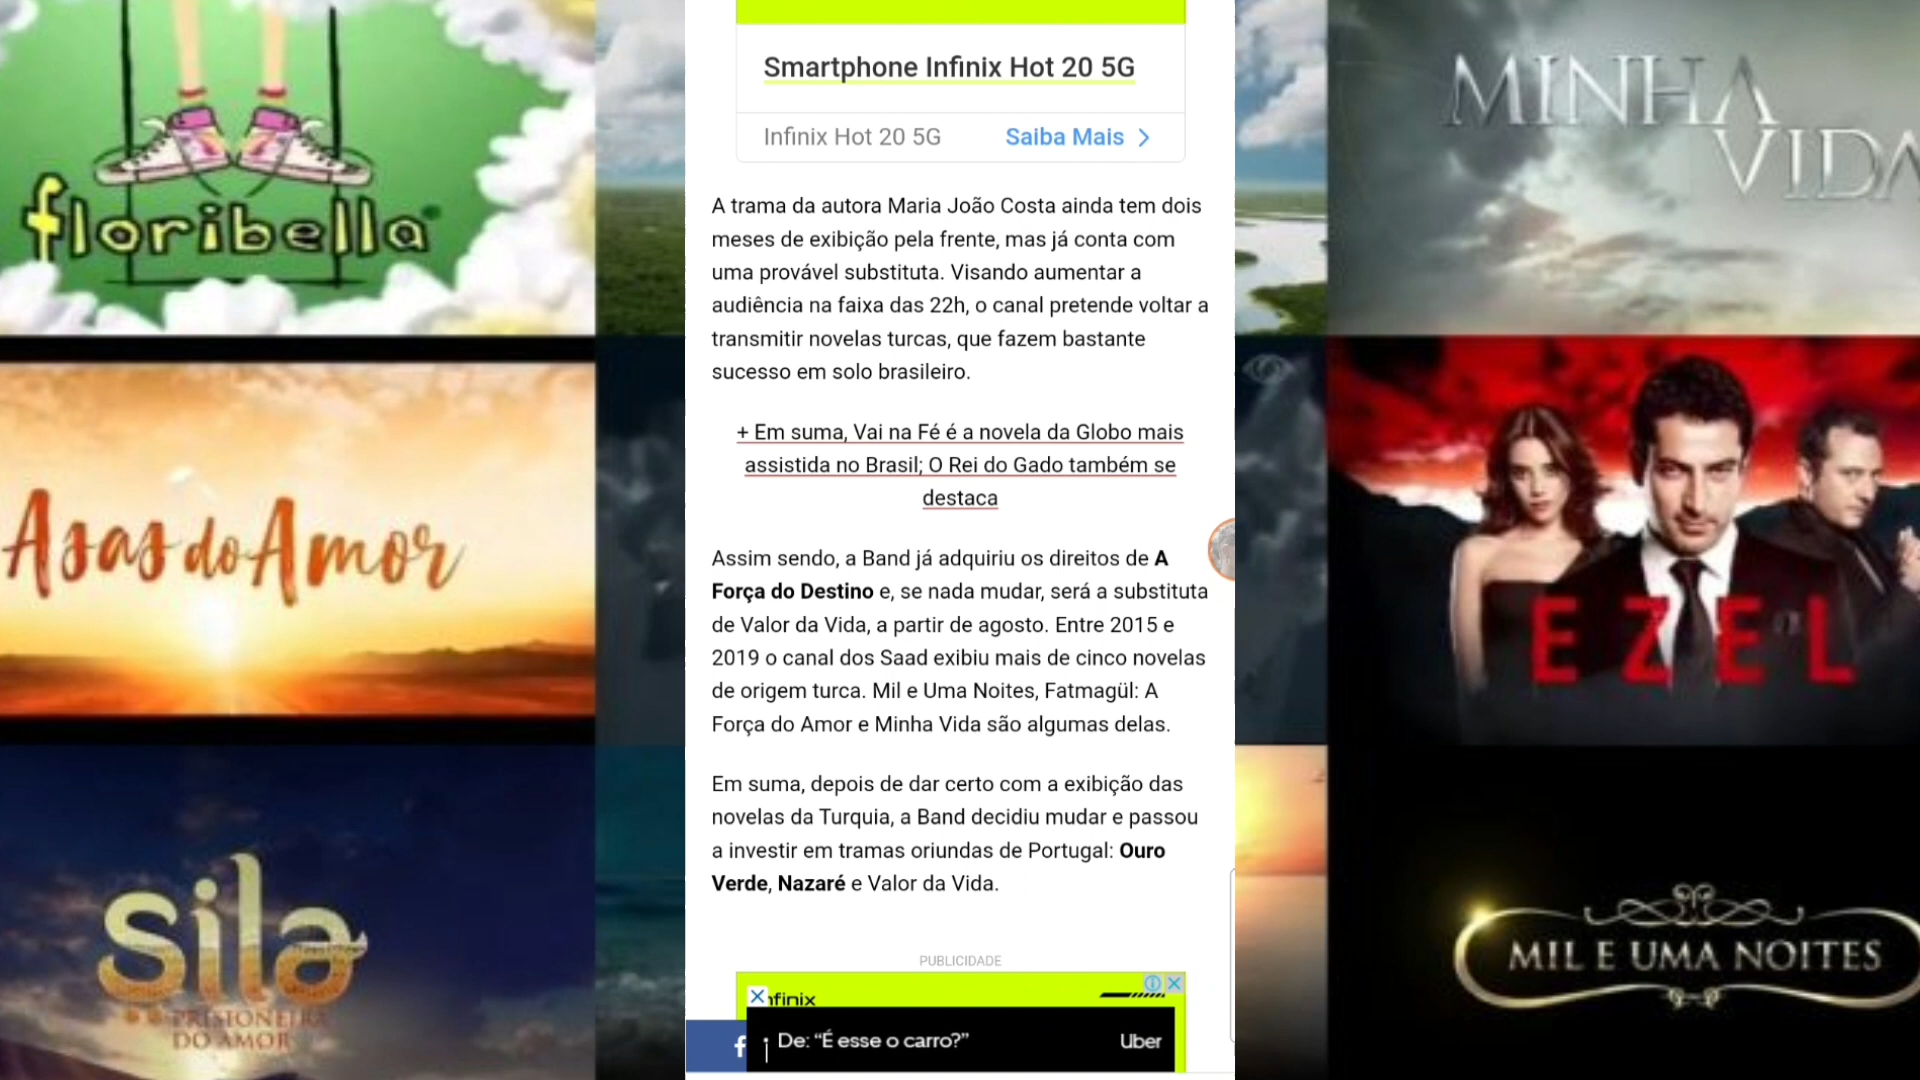 floribella
Asas do Amor
sila
PRISIONEIRA
DO AMOR
Smartphone Infinix Hot 20 5G
Infinix Hot 20 5G Saiba Mais
A trama da autora Maria João Costa ainda tem dois
meses de exibição pela frente, mas já conta com
uma provável substituta. Visando aumentar a
audiência na faixa das 22h, o canal pretende voltar a
transmitir novelas turcas, que fazem bastante
sucesso em solo brasileiro.
+ Em suma, Vai na Fé é a novela da Globo mais
assistida no Brasil; O Rei do Gado também se
destaca
Assim sendo, a Band já adquiriu os direitos de A
Força do Destino e, se nada mudar, será a substituta
de Valor da Vida, a partir de agosto. Entre 2015 e
2019 o canal dos Saad exibiu mais de cinco novelas
de origem turca. Mil e Uma Noites, Fatmagül: A
Força do Amor e Minha Vida são algumas delas.
Em suma, depois de dar certo com a exibição das
novelas da Turquia, a Band decidiu mudar e passou
a investir em tramas oriundas de Portugal: Ouro
Verde, Nazaré e Valor da Vida.
PUBLICIDADE
nfinix
De: “É esse o carro?” Uber
MINHA
VIDA
EZEL
MIL E UMA NOITES